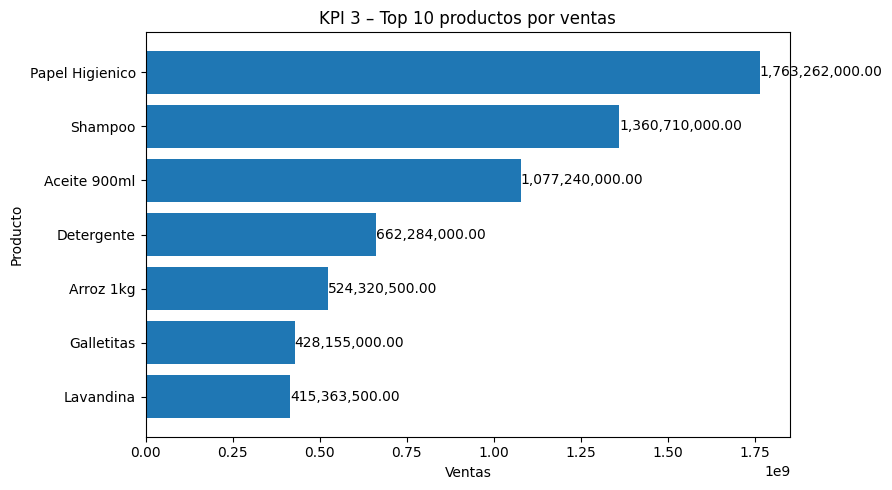 KPI 3 – Top 10 productos por ventas
Producto
Papel Higienico 1,763,262,000.00
Shampoo 1,360,710,000.00
Aceite 900ml 1,077,240,000.00
Detergente 662,284,000.00
Arroz 1kg 524,320,500.00
Galletitas 428,155,000.00
Lavandina 415,363,500.00
0.00 0.25 0.50 0.75 1.00 1.25 1.50 1.75
1e9
Ventas